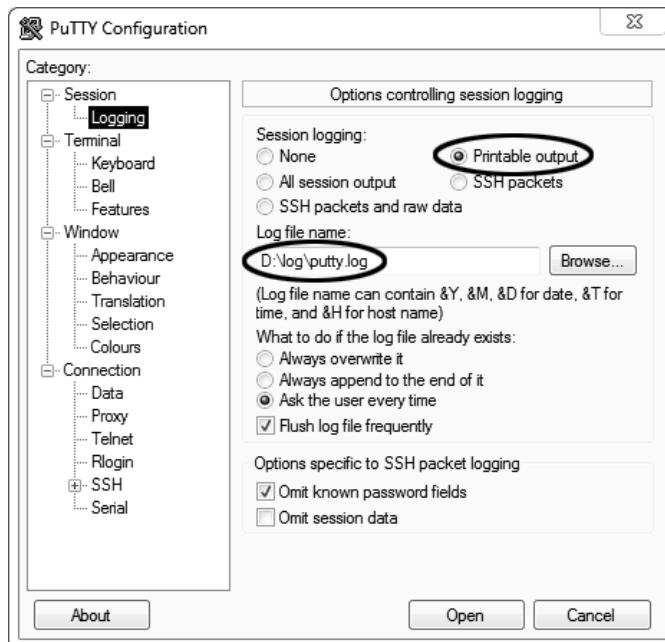 PuTTY Configuration
Category:
Session
Logging
Terminal
Keyboard
Bell
Features
Window
Appearance
Behaviour
Translation
Selection
Colours
Connection
Data
Proxy
Telnet
Rlogin
SSH
Serial
Options controlling session logging
Session logging:
None
Printable output
All session output
SSH packets
SSH packets and raw data
Log file name:
D:\log\putty.log
Browse...
(Log file name can contain &Y, &M, &D for date, &T for
time, and &H for host name)
What to do if the log file already exists:
Always overwrite it
Always append to the end of it
Ask the user every time
Flush log file frequently
Options specific to SSH packet logging
Omit known password fields
Omit session data
About
Open
Cancel